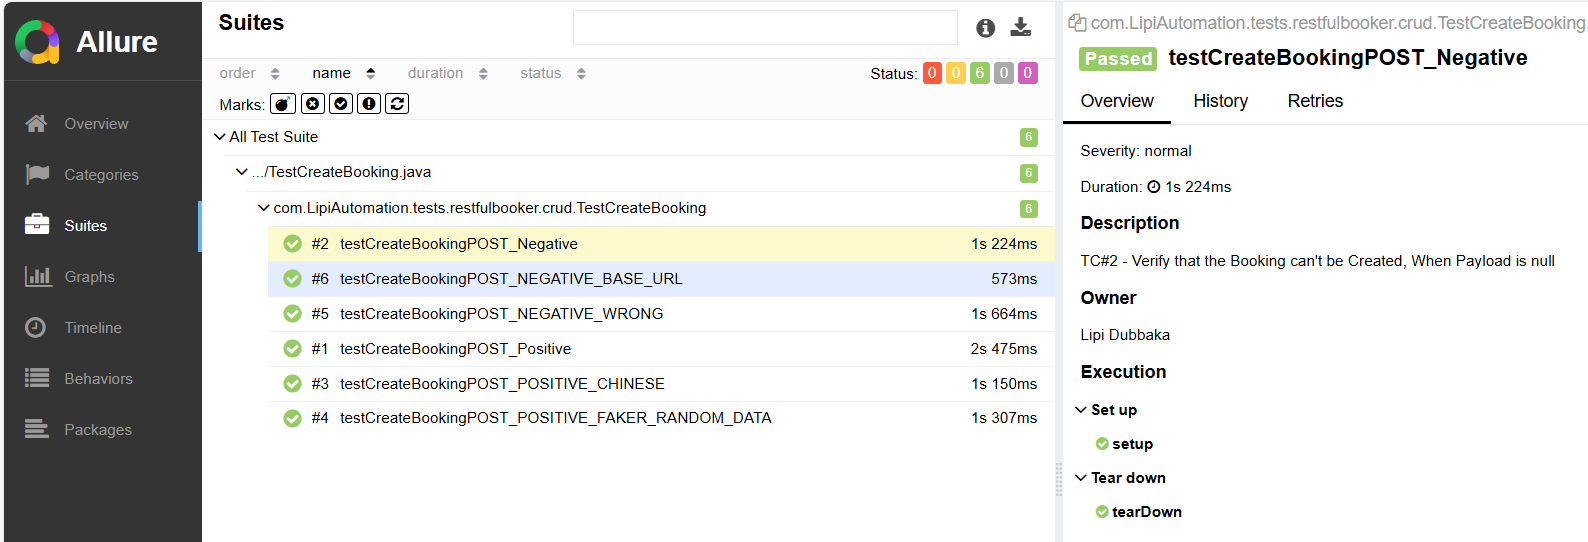 Allure
Overview
Categories
Suites
Graphs
Timeline
Behaviors
Packages
Suites
order name duration status
Status: 0 0 6 0 0
Marks:
All Test Suite 6
.../TestCreateBooking.java 6
com.LipiAutomation.tests.restfulbooker.crud.TestCreateBooking 6
#2 testCreateBookingPOST_Negative 1s 224ms
#6 testCreateBookingPOST_NEGATIVE_BASE_URL 573ms
#5 testCreateBookingPOST_NEGATIVE_WRONG 1s 664ms
#1 testCreateBookingPOST_Positive 2s 475ms
#3 testCreateBookingPOST_POSITIVE_CHINESE 1s 150ms
#4 testCreateBookingPOST_POSITIVE_FAKER_RANDOM_DATA 1s 307ms
com.LipiAutomation.tests.restfulbooker.crud.TestCreateBooking.
Passed testCreateBookingPOST_Negative
Overview History Retries
Severity: normal
Duration: 1s 224ms
Description
TC#2 - Verify that the Booking can't be Created, When Payload is null
Owner
Lipi Dubbaka
Execution
Set up
setup
Tear down
tearDown